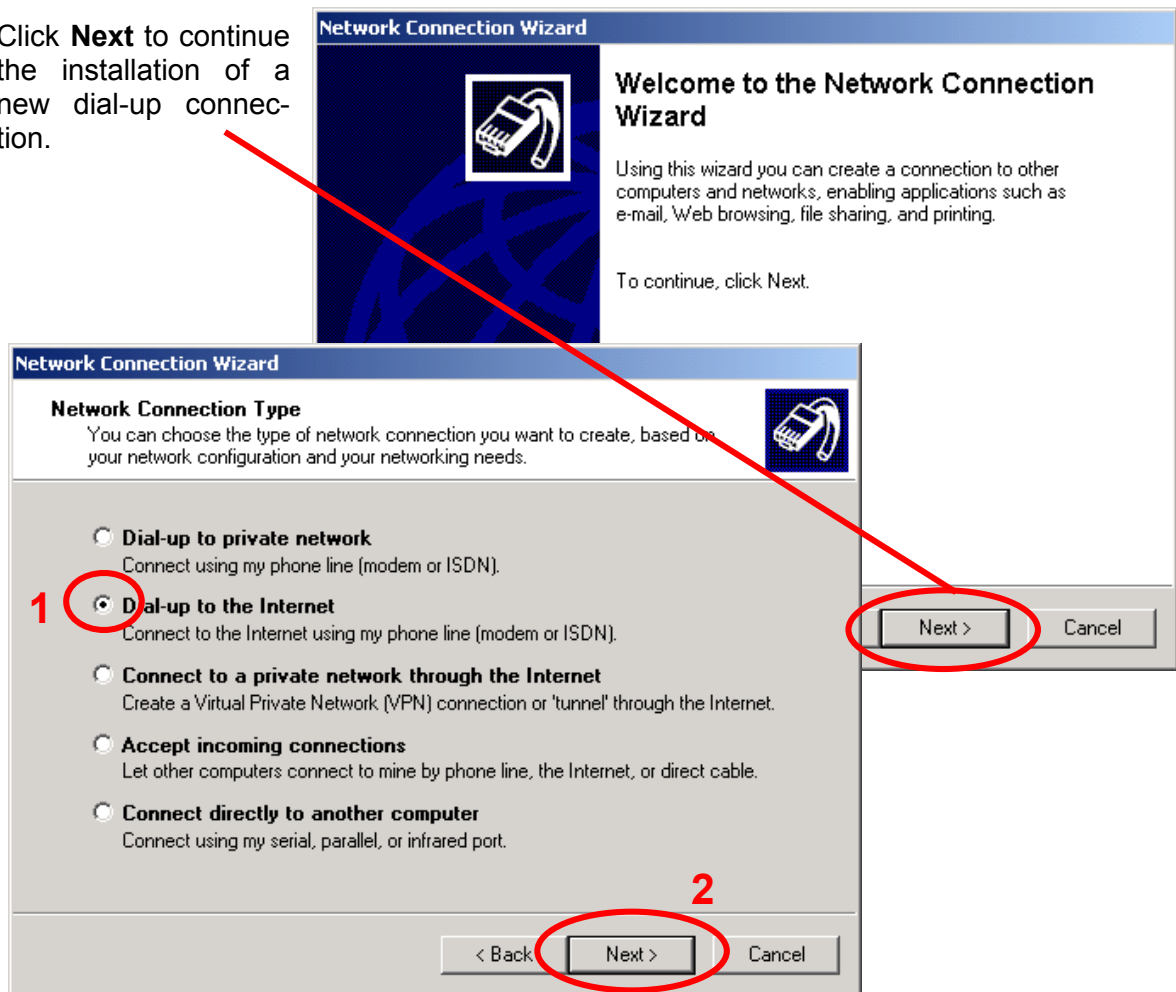 Click Next to continue
the installation of a
new dial-up connec-
tion.
Network Connection Wizard
Welcome to the Network Connection
Wizard
Using this wizard you can create a connection to other
computers and networks, enabling applications such as
e-mail, Web browsing, file sharing, and printing.
To continue, click Next.
Next >
Cancel
Network Connection Wizard
Network Connection Type
You can choose the type of network connection you want to create, based on
your network configuration and your networking needs.
Dial-up to private network
Connect using my phone line (modem or ISDN).
1
Dial-up to the Internet
Connect to the Internet using my phone line (modem or ISDN).
Connect to a private network through the Internet
Create a Virtual Private Network (VPN) connection or 'tunnel' through the Internet.
Accept incoming connections
Let other computers connect to mine by phone line, the Internet, or direct cable.
Connect directly to another computer
Connect using my serial, parallel, or infrared port.
2
< Back
Next >
Cancel